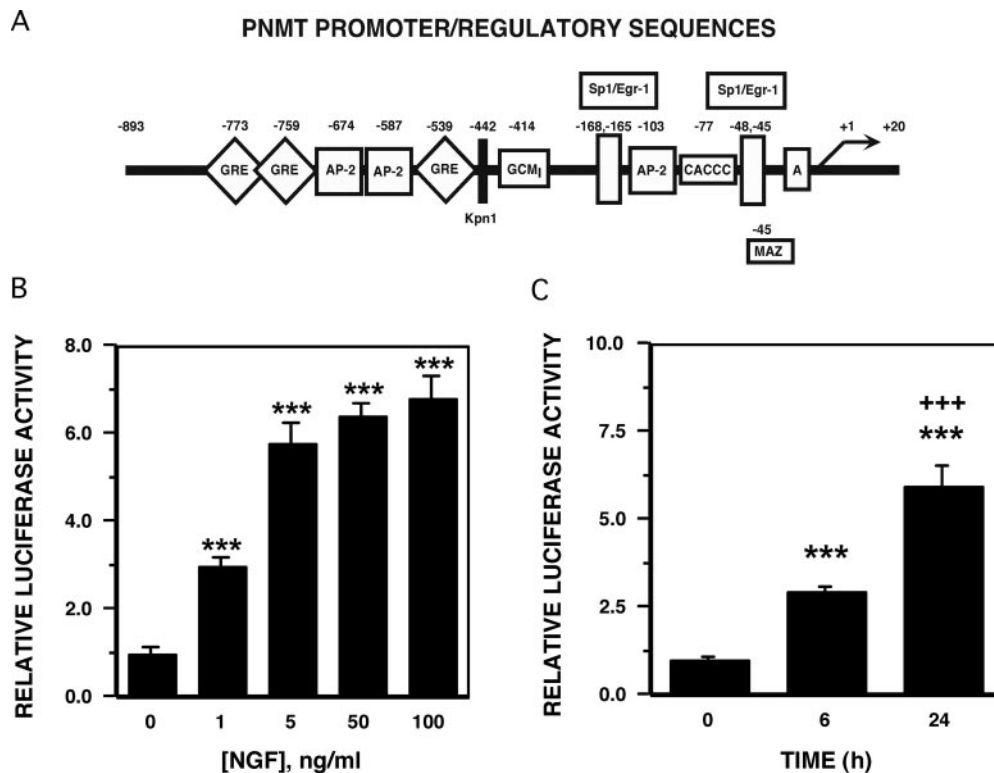 A
PNMT PROMOTER/REGULATORY SEQUENCES
Sp1/Egr-1 Sp1/Egr-1
-893 -773 -759 -674 -587 -539 -442 -414 -168,-165 -103 -77 -48,-45 +1 +20
GRE GRE AP-2 AP-2 GRE GCM1 AP-2 CACCC A
Kpn1
-45
MAZ
B
RELATIVE LUCIFERASE ACTIVITY
8.0
6.0
4.0
2.0
0.0
*** *** *** ***
0 1 5 50 100
[NGF], ng/ml
C
RELATIVE LUCIFERASE ACTIVITY
10.0
7.5
5.0
2.5
0.0
+++
*** ***
0 6 24
TIME (h)